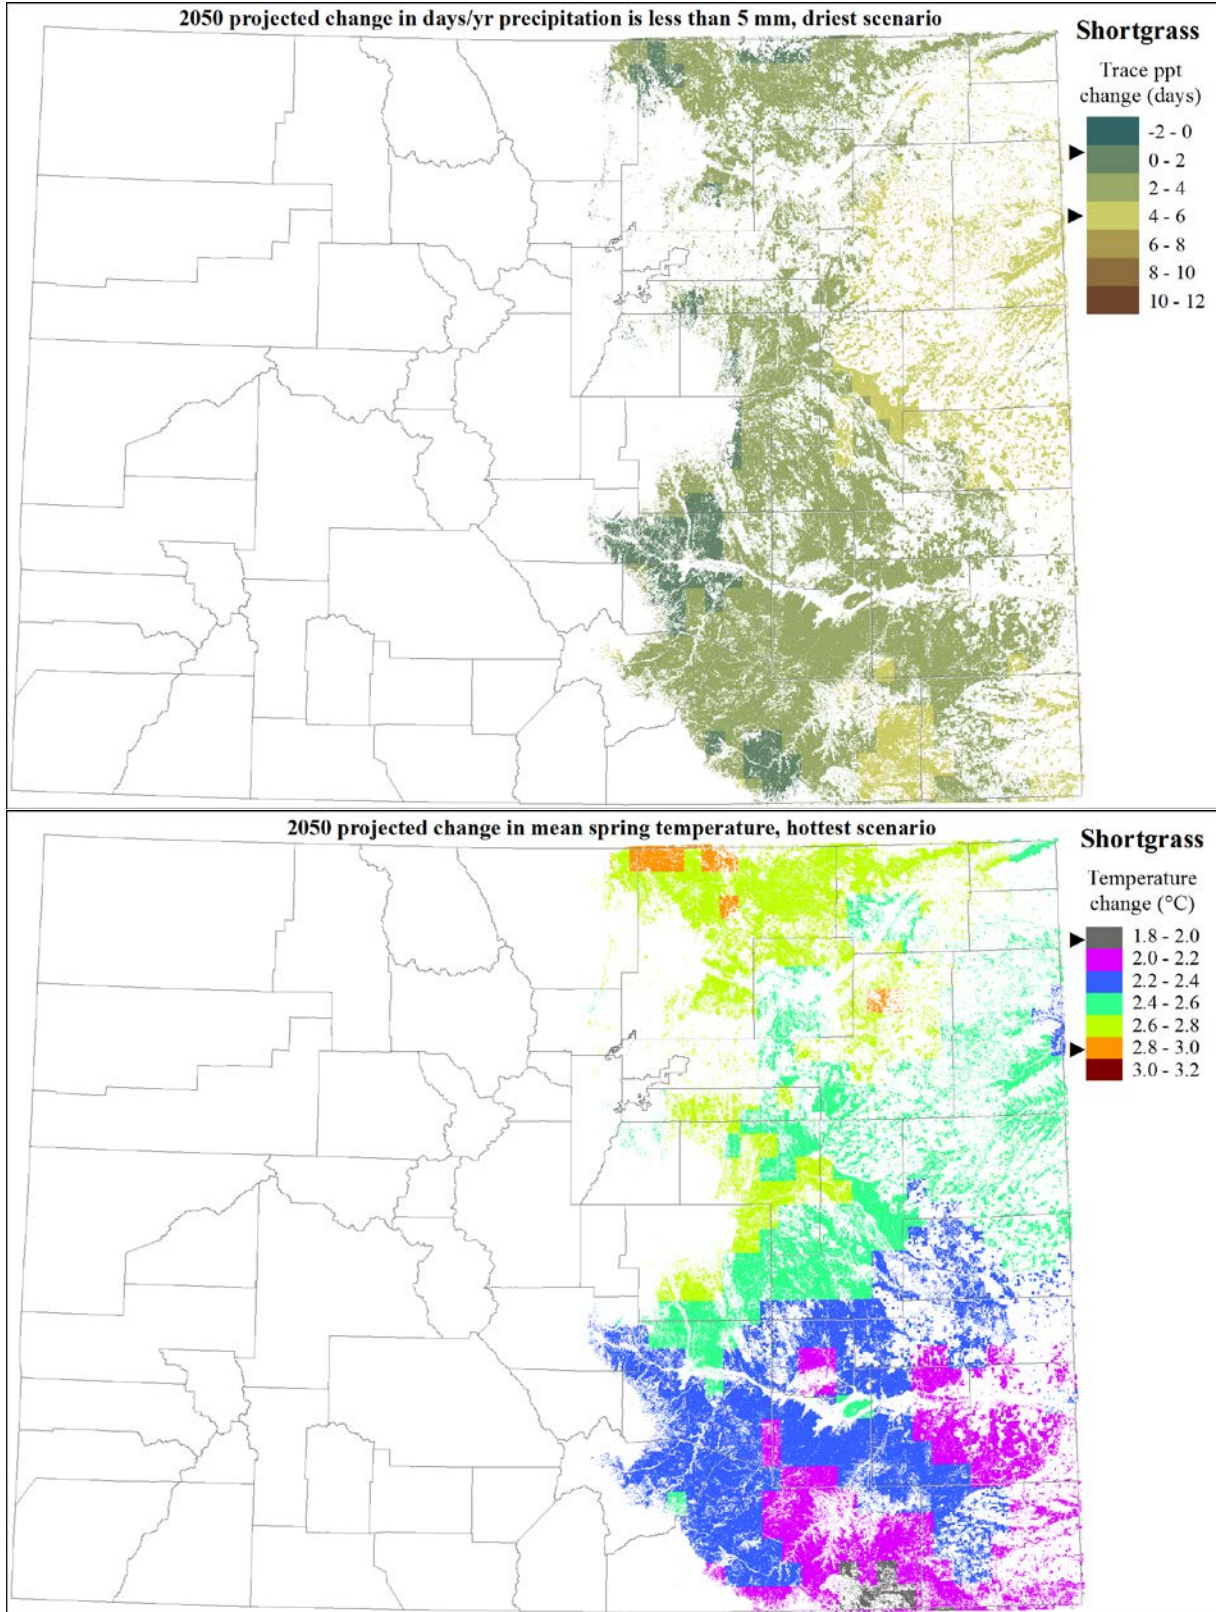 2050 projected change in days/yr precipitation is less than 5 mm, driest scenario
Shortgrass
Trace ppt
change (days)
-2 - 0
0 - 2
2 - 4
4 - 6
6 - 8
8 - 10
10 - 12
2050 projected change in mean spring temperature, hottest scenario
Shortgrass
Temperature
change (°C)
1.8 - 2.0
2.0 - 2.2
2.2 - 2.4
2.4 - 2.6
2.6 - 2.8
2.8 - 3.0
3.0 - 3.2